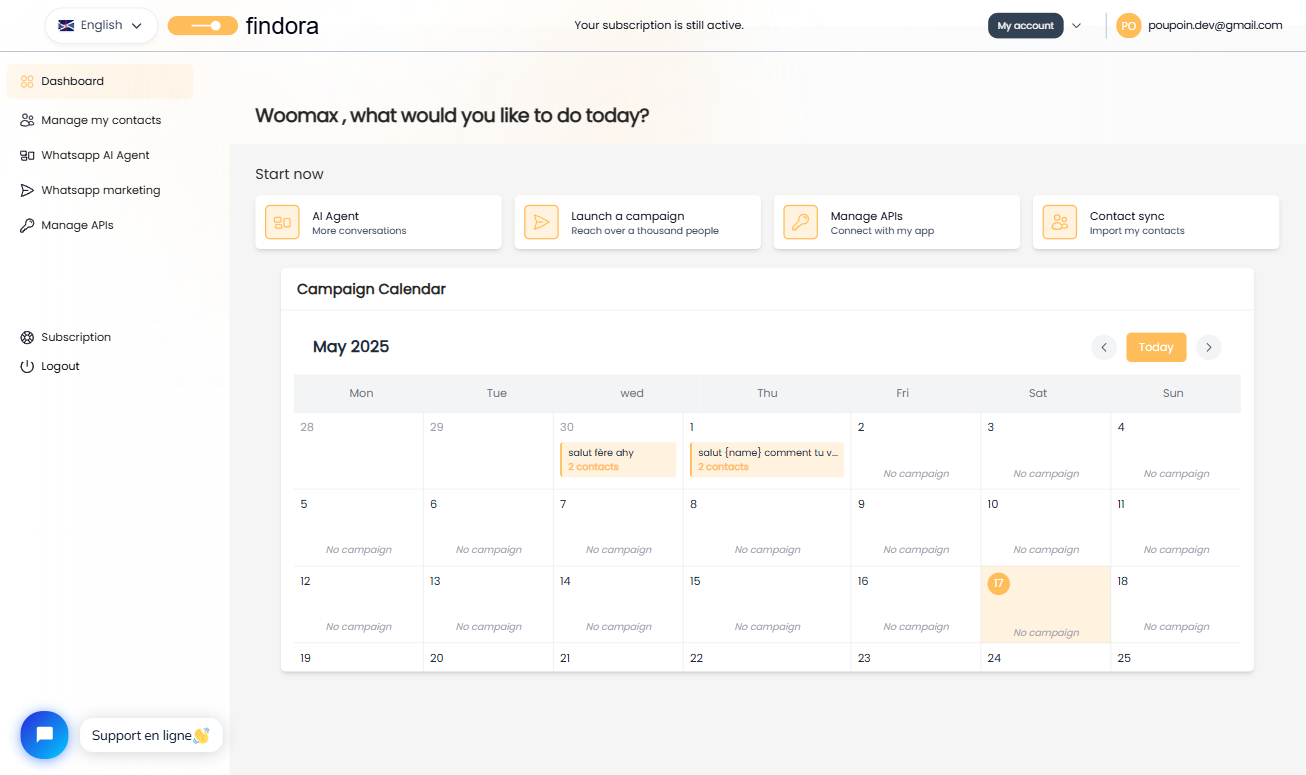 English
findora
Your subscription is still active.
My account
PO
poupoin.dev@gmail.com
Dashboard
Manage my contacts
Whatsapp AI Agent
Whatsapp marketing
Manage APIs
Subscription
Logout
Woomax , what would you like to do today?
Start now
AI Agent
More conversations
Launch a campaign
Reach over a thousand people
Manage APIs
Connect with my app
Contact sync
Import my contacts
Campaign Calendar
May 2025
Today
Mon Tue wed Thu Fri Sat Sun
28 29 30 1 2 3 4
salut fère ahy
2 contacts
salut {name} comment tu v...
2 contacts
No campaign No campaign No campaign
5 6 7 8 9 10 11
No campaign No campaign No campaign No campaign No campaign No campaign No campaign
12 13 14 15 16 17 18
No campaign No campaign No campaign No campaign No campaign No campaign No campaign
19 20 21 22 23 24 25
Support en ligne👋